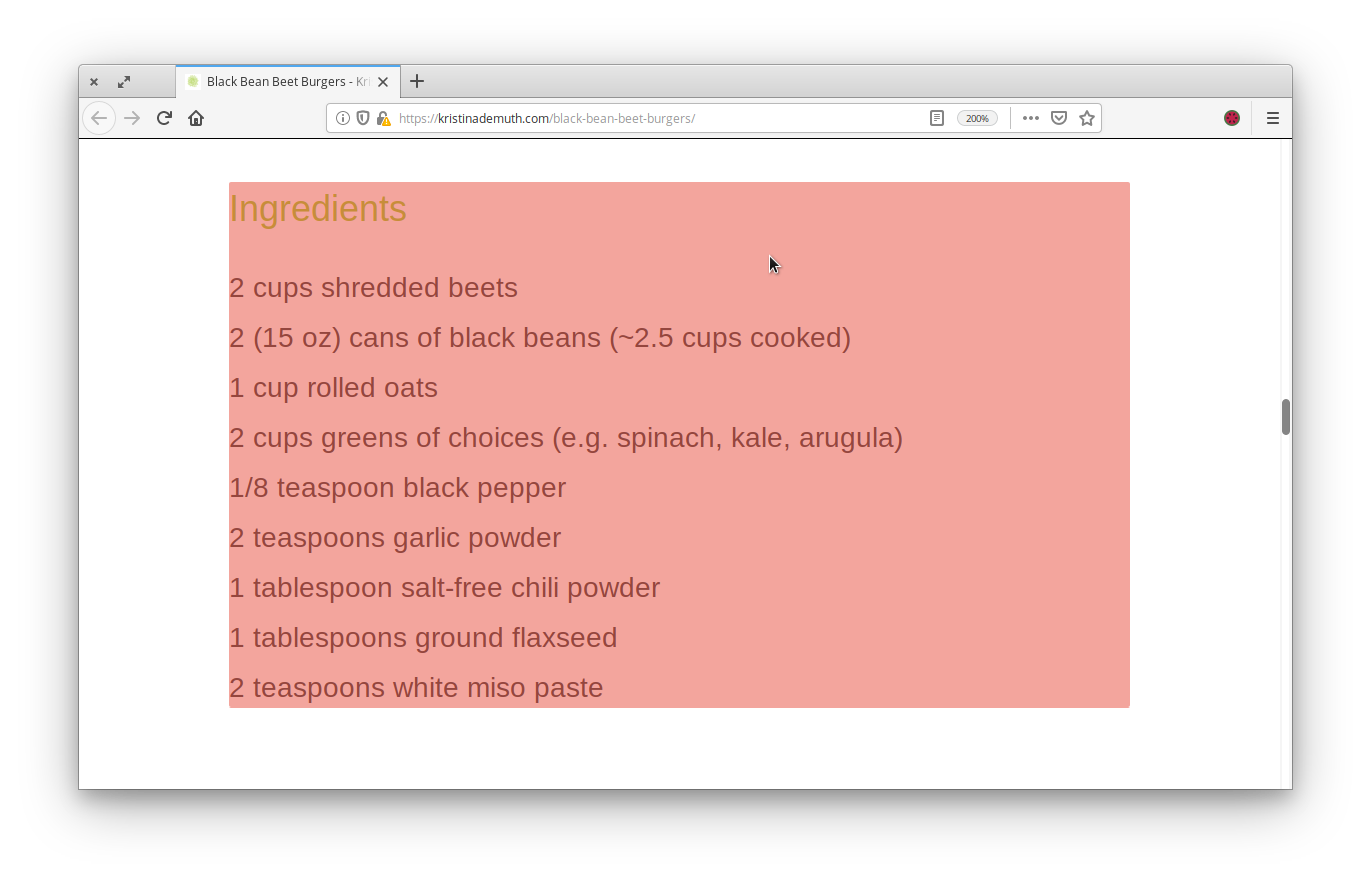 Black Bean Beet Burgers - Kri
https://kristinademuth.com/black-bean-beet-burgers/
200%
Ingredients
2 cups shredded beets
2 (15 oz) cans of black beans (~2.5 cups cooked)
1 cup rolled oats
2 cups greens of choices (e.g. spinach, kale, arugula)
1/8 teaspoon black pepper
2 teaspoons garlic powder
1 tablespoon salt-free chili powder
1 tablespoons ground flaxseed
2 teaspoons white miso paste